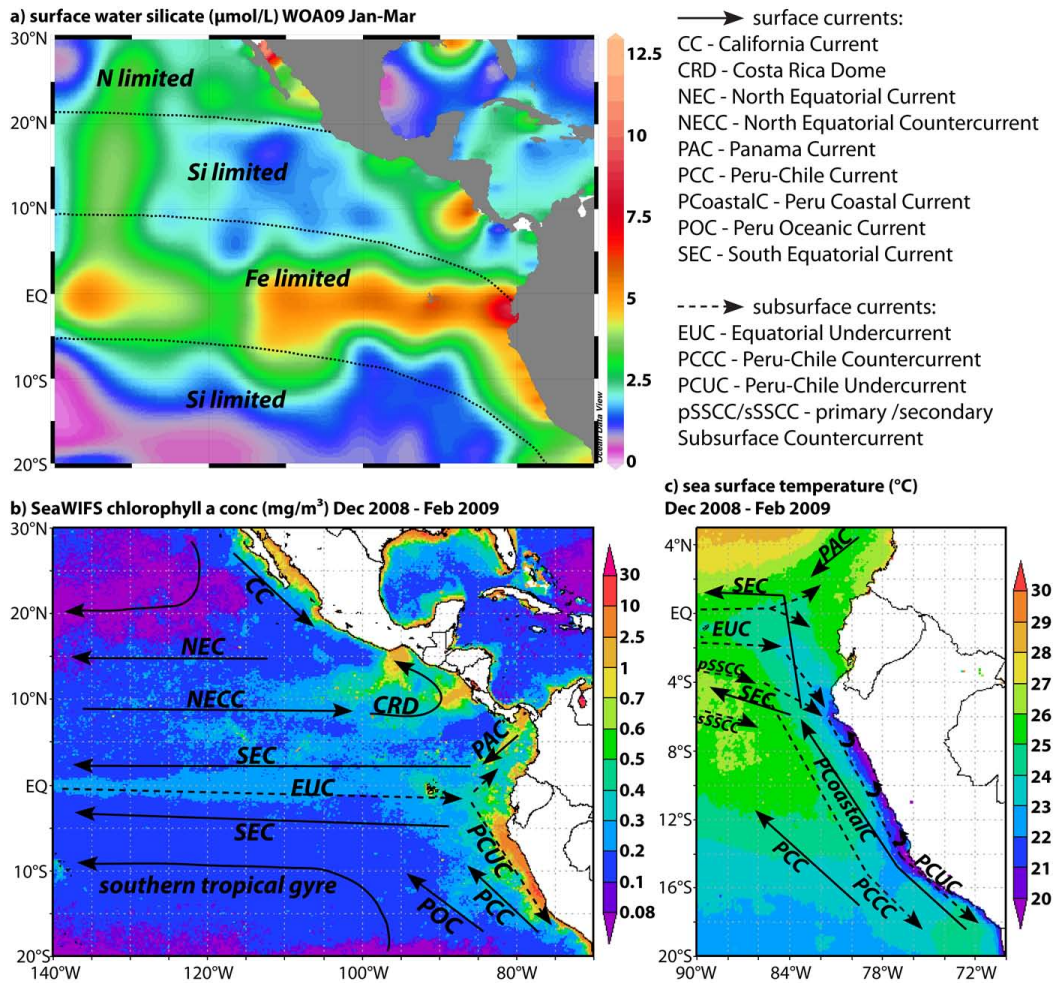 a) surface water silicate (µmol/L) WOA09 Jan-Mar
30°N
20°N
10°N
EQ
10°S
20°S
N limited
Si limited
Fe limited
Si limited
Ocean Data View
12.5
10
7.5
5
2.5
0
surface currents:
CC - California Current
CRD - Costa Rica Dome
NEC - North Equatorial Current
NECC - North Equatorial Countercurrent
PAC - Panama Current
PCC - Peru-Chile Current
PCoastalC - Peru Coastal Current
POC - Peru Oceanic Current
SEC - South Equatorial Current
subsurface currents:
EUC - Equatorial Undercurrent
PCCC - Peru-Chile Countercurrent
PCUC - Peru-Chile Undercurrent
pSSCC/sSSCC - primary /secondary
Subsurface Countercurrent
b) SeaWIFS chlorophyll a conc (mg/m³) Dec 2008 - Feb 2009
30°N
20°N
10°N
EQ
10°S
20°S
140°W
120°W
100°W
80°W
CC
NEC
NECC
CRD
PAC
SEC
EUC
SEC
PCUC
southern tropical gyre
POC
PCC
30
10
2.5
1
0.7
0.6
0.5
0.4
0.3
0.2
0.1
0.08
c) sea surface temperature (°C)
Dec 2008 - Feb 2009
4°N
EQ
4°S
8°S
12°S
16°S
20°S
90°W
84°W
78°W
72°W
PAC
SEC
EUC
pSSCC
SEC
sSSCC
PCoastalC
PCC
PCCC
PCUC
30
29
28
27
26
25
24
23
22
21
20